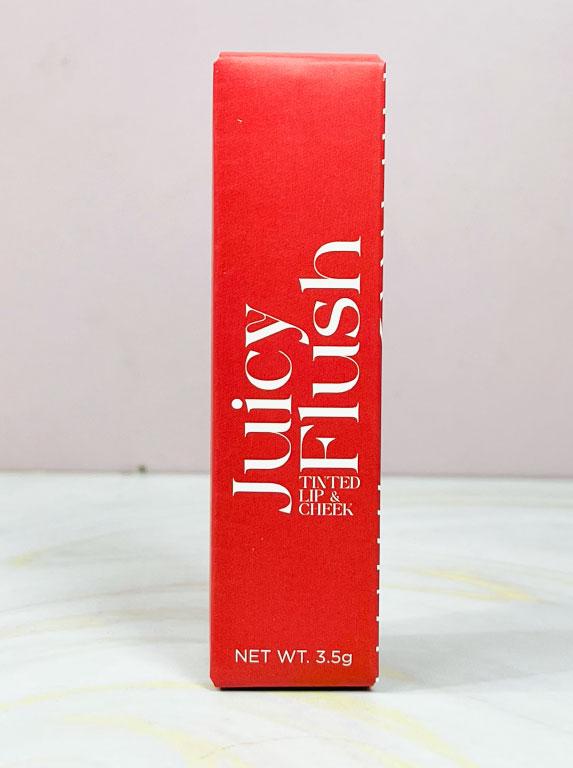 Juicy
Flush
TINTED
LIP &
CHEEK
NET WT. 3.5g